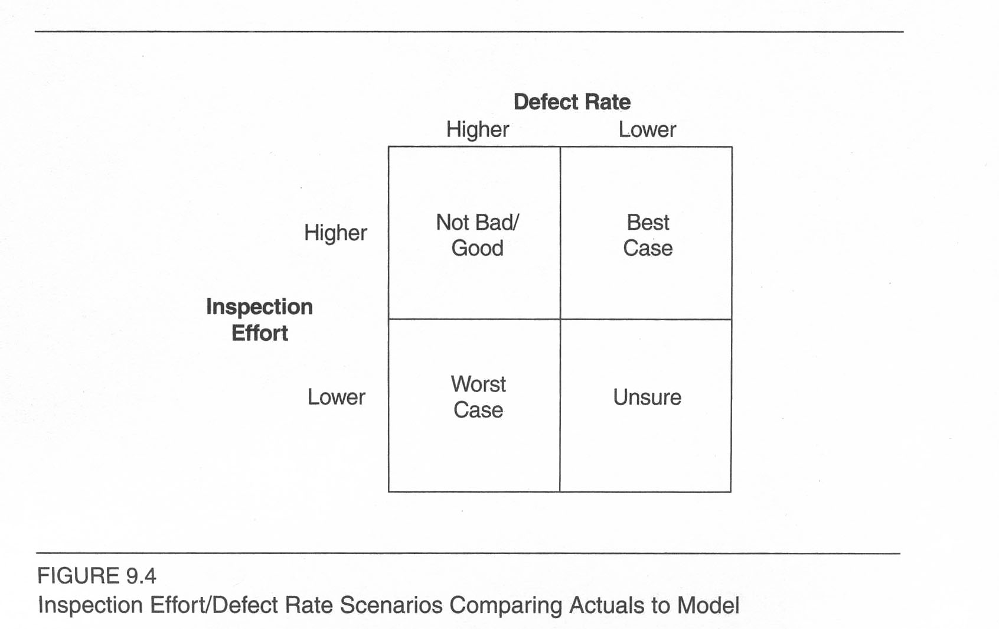 Defect Rate
Higher Lower
Higher
Not Bad/
Good
Best
Case
Inspection
Effort
Lower
Worst
Case
Unsure
FIGURE 9.4
Inspection Effort/Defect Rate Scenarios Comparing Actuals to Model